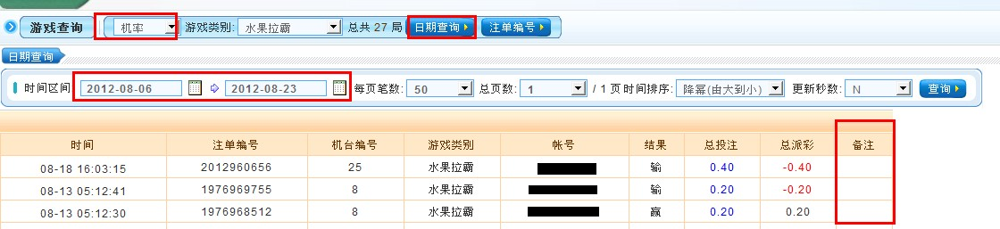 游戏查询 机率 游戏类别: 水果拉霸 总共 27 局 日期查询 注单编号
日期查询
时间区间 2012-08-06 2012-08-23 每页笔数: 50 总页数: 1 / 1 页 时间排序: 降幂(由大到小) 更新秒数: N 查询
时间 注单编号 机台编号 游戏类别 帐号 结果 总投注 总派彩 备注
08-18 16:03:15 2012960656 25 水果拉霸 输 0.40 -0.40
08-13 05:12:41 1976969755 8 水果拉霸 输 0.20 -0.20
08-13 05:12:30 1976968512 8 水果拉霸 赢 0.20 0.20